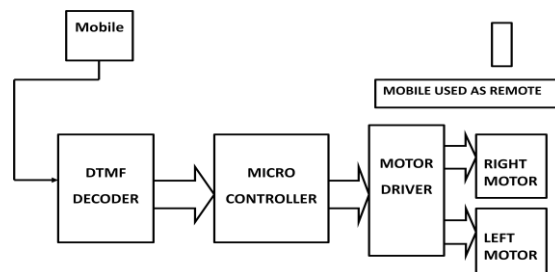 Mobile
MOBILE USED AS REMOTE
DTMF
DECODER
MICRO
CONTROLLER
MOTOR
DRIVER
RIGHT
MOTOR
LEFT
MOTOR